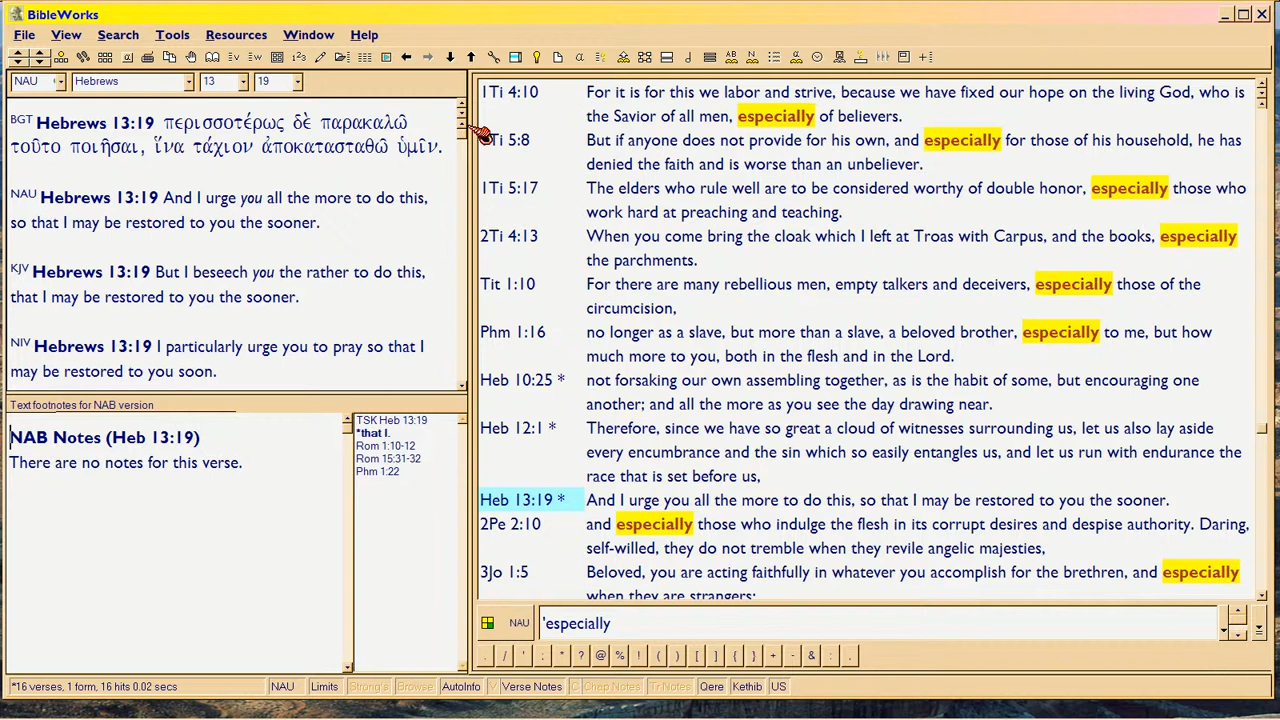 BibleWorks
File View Search Tools Resources Window Help
NAU Hebrews 13 19
BGT Hebrews 13:19 περισσοτέρως δὲ παρακαλῶ
τοῦτο ποιῆσαι, ἵνα τάχιον ἀποκατασταθῶ ὑμῖν.
NAU Hebrews 13:19 And I urge you all the more to do this,
so that I may be restored to you the sooner.
KJV Hebrews 13:19 But I beseech you the rather to do this,
that I may be restored to you the sooner.
NIV Hebrews 13:19 I particularly urge you to pray so that I
may be restored to you soon.
Text footnotes for NAB version
NAB Notes (Heb 13:19)
There are no notes for this verse.
TSK Heb 13:19
*that I.
Rom 1:10-12
Rom 15:31-32
Phm 1:22
1Ti 4:10 For it is for this we labor and strive, because we have fixed our hope on the living God, who is
the Savior of all men, especially of believers.
Ti 5:8 But if anyone does not provide for his own, and especially for those of his household, he has
denied the faith and is worse than an unbeliever.
1Ti 5:17 The elders who rule well are to be considered worthy of double honor, especially those who
work hard at preaching and teaching.
2Ti 4:13 When you come bring the cloak which I left at Troas with Carpus, and the books, especially
the parchments.
Tit 1:10 For there are many rebellious men, empty talkers and deceivers, especially those of the
circumcision,
Phm 1:16 no longer as a slave, but more than a slave, a beloved brother, especially to me, but how
much more to you, both in the flesh and in the Lord.
Heb 10:25 * not forsaking our own assembling together, as is the habit of some, but encouraging one
another; and all the more as you see the day drawing near.
Heb 12:1 * Therefore, since we have so great a cloud of witnesses surrounding us, let us also lay aside
every encumbrance and the sin which so easily entangles us, and let us run with endurance the
race that is set before us,
Heb 13:19 * And I urge you all the more to do this, so that I may be restored to you the sooner.
2Pe 2:10 and especially those who indulge the flesh in its corrupt desires and despise authority. Daring,
self-willed, they do not tremble when they revile angelic majesties,
3Jo 1:5 Beloved, you are acting faithfully in whatever you accomplish for the brethren, and especially
when they are strangers;
NAU 'especially
. / ' ; * ? @ % ! ( ) [ ] { } + - & : .
*16 verses, 1 form, 16 hits 0.02 secs NAU Limits Strong's Browse AutoInfo V Verse Notes C Chap Notes Tr Notes Qere Kethib US